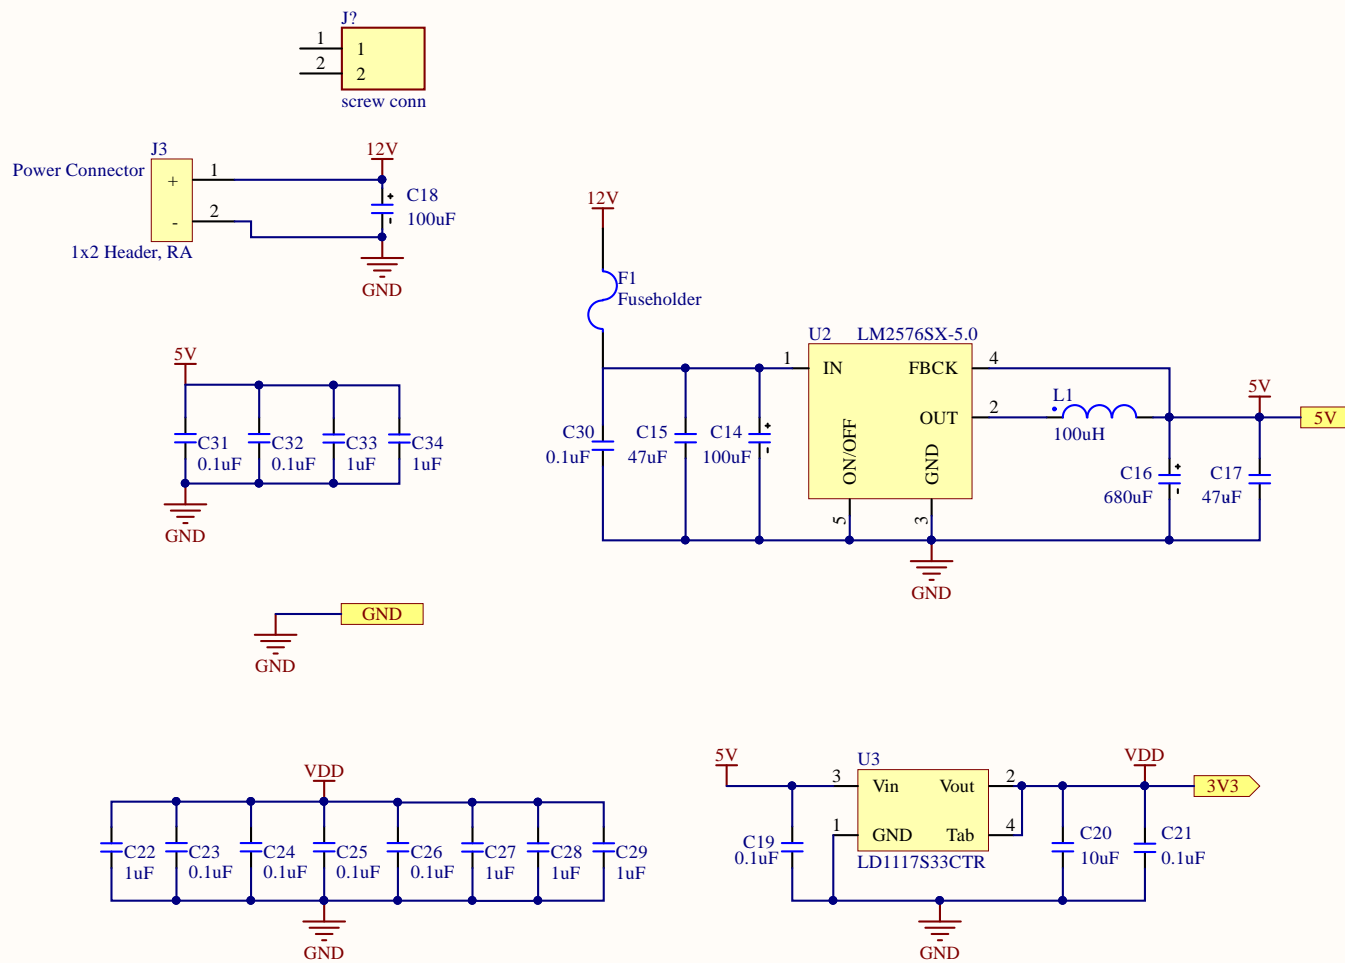 J?
1 1
2 2
screw conn
J3
Power Connector
+ 1
- 2
1x2 Header, RA
12V
C18
100uF
GND
12V
F1
Fuseholder
U2 LM2576SX-5.0
1 IN FBCK 4
OUT 2
ON/OFF
GND
5 3
L1
100uH
5V
5V
C30
0.1uF
C15
47uF
C14
100uF
C16
680uF
C17
47uF
GND
5V
C31
0.1uF
C32
0.1uF
C33
1uF
C34
1uF
GND
GND
GND
VDD
C22
1uF
C23
0.1uF
C24
0.1uF
C25
0.1uF
C26
0.1uF
C27
1uF
C28
1uF
C29
1uF
GND
5V
U3
3 Vin Vout 2
1 GND Tab 4
LD1117S33CTR
C19
0.1uF
VDD
3V3
C20
10uF
C21
0.1uF
GND